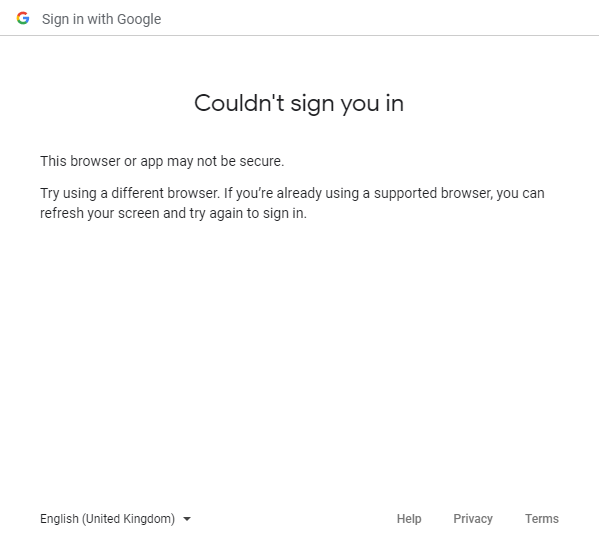 Sign in with Google
Couldn't sign you in
This browser or app may not be secure.
Try using a different browser. If you’re already using a supported browser, you can
refresh your screen and try again to sign in.
English (United Kingdom)
Help
Privacy
Terms